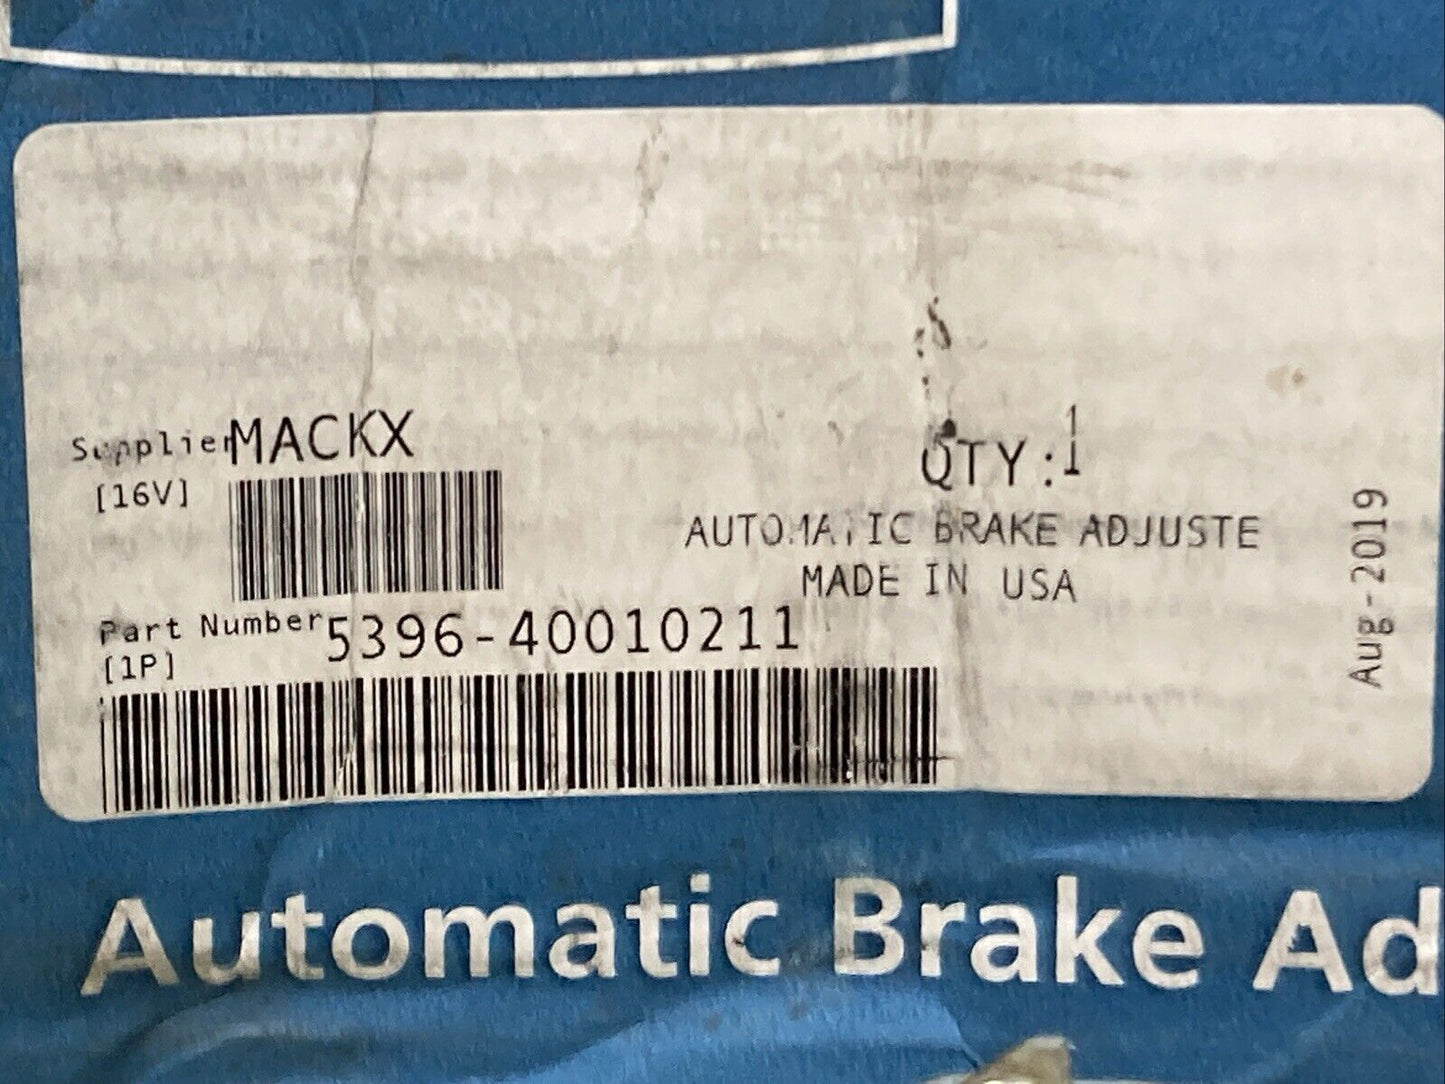 Supplier MACKX
[16V]
QTY:1
AUTOMATIC BRAKE ADJUSTE
MADE IN USA
Part Number 5396-40010211
[1P]
Aug-2019
Automatic Brake Ad